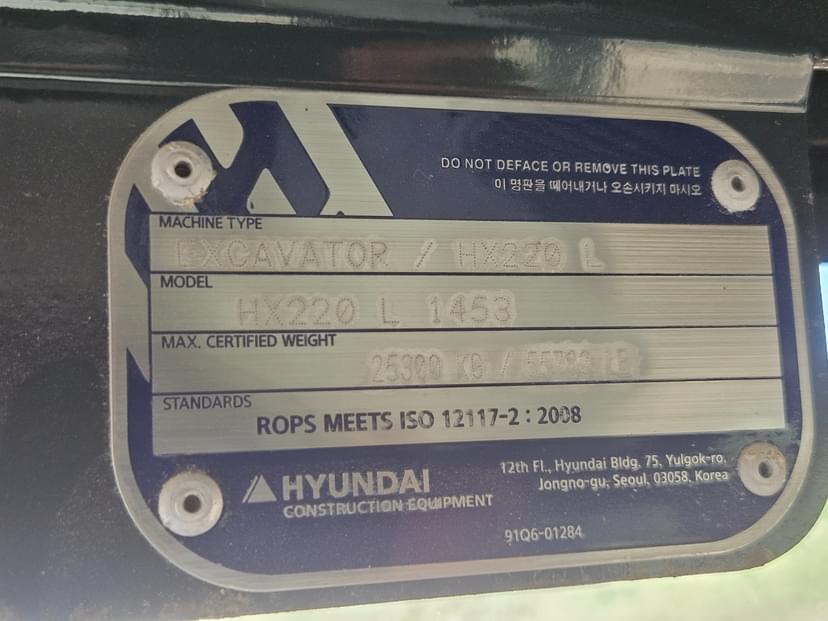 DO NOT DEFACE OR REMOVE THIS PLATE
이 명판을 떼어내거나 오손시키지 마시오
MACHINE TYPE
EXCAVATOR / HX220 L
MODEL
HX220 L 1453
MAX. CERTIFIED WEIGHT
25300 KG /
STANDARDS
ROPS MEETS ISO 12117-2 : 2008
HYUNDAI
CONSTRUCTION EQUIPMENT
12th Fl., Hyundai Bldg. 75, Yulgok-ro,
Jongno-gu, Seoul, 03058, Korea
91Q6-01284